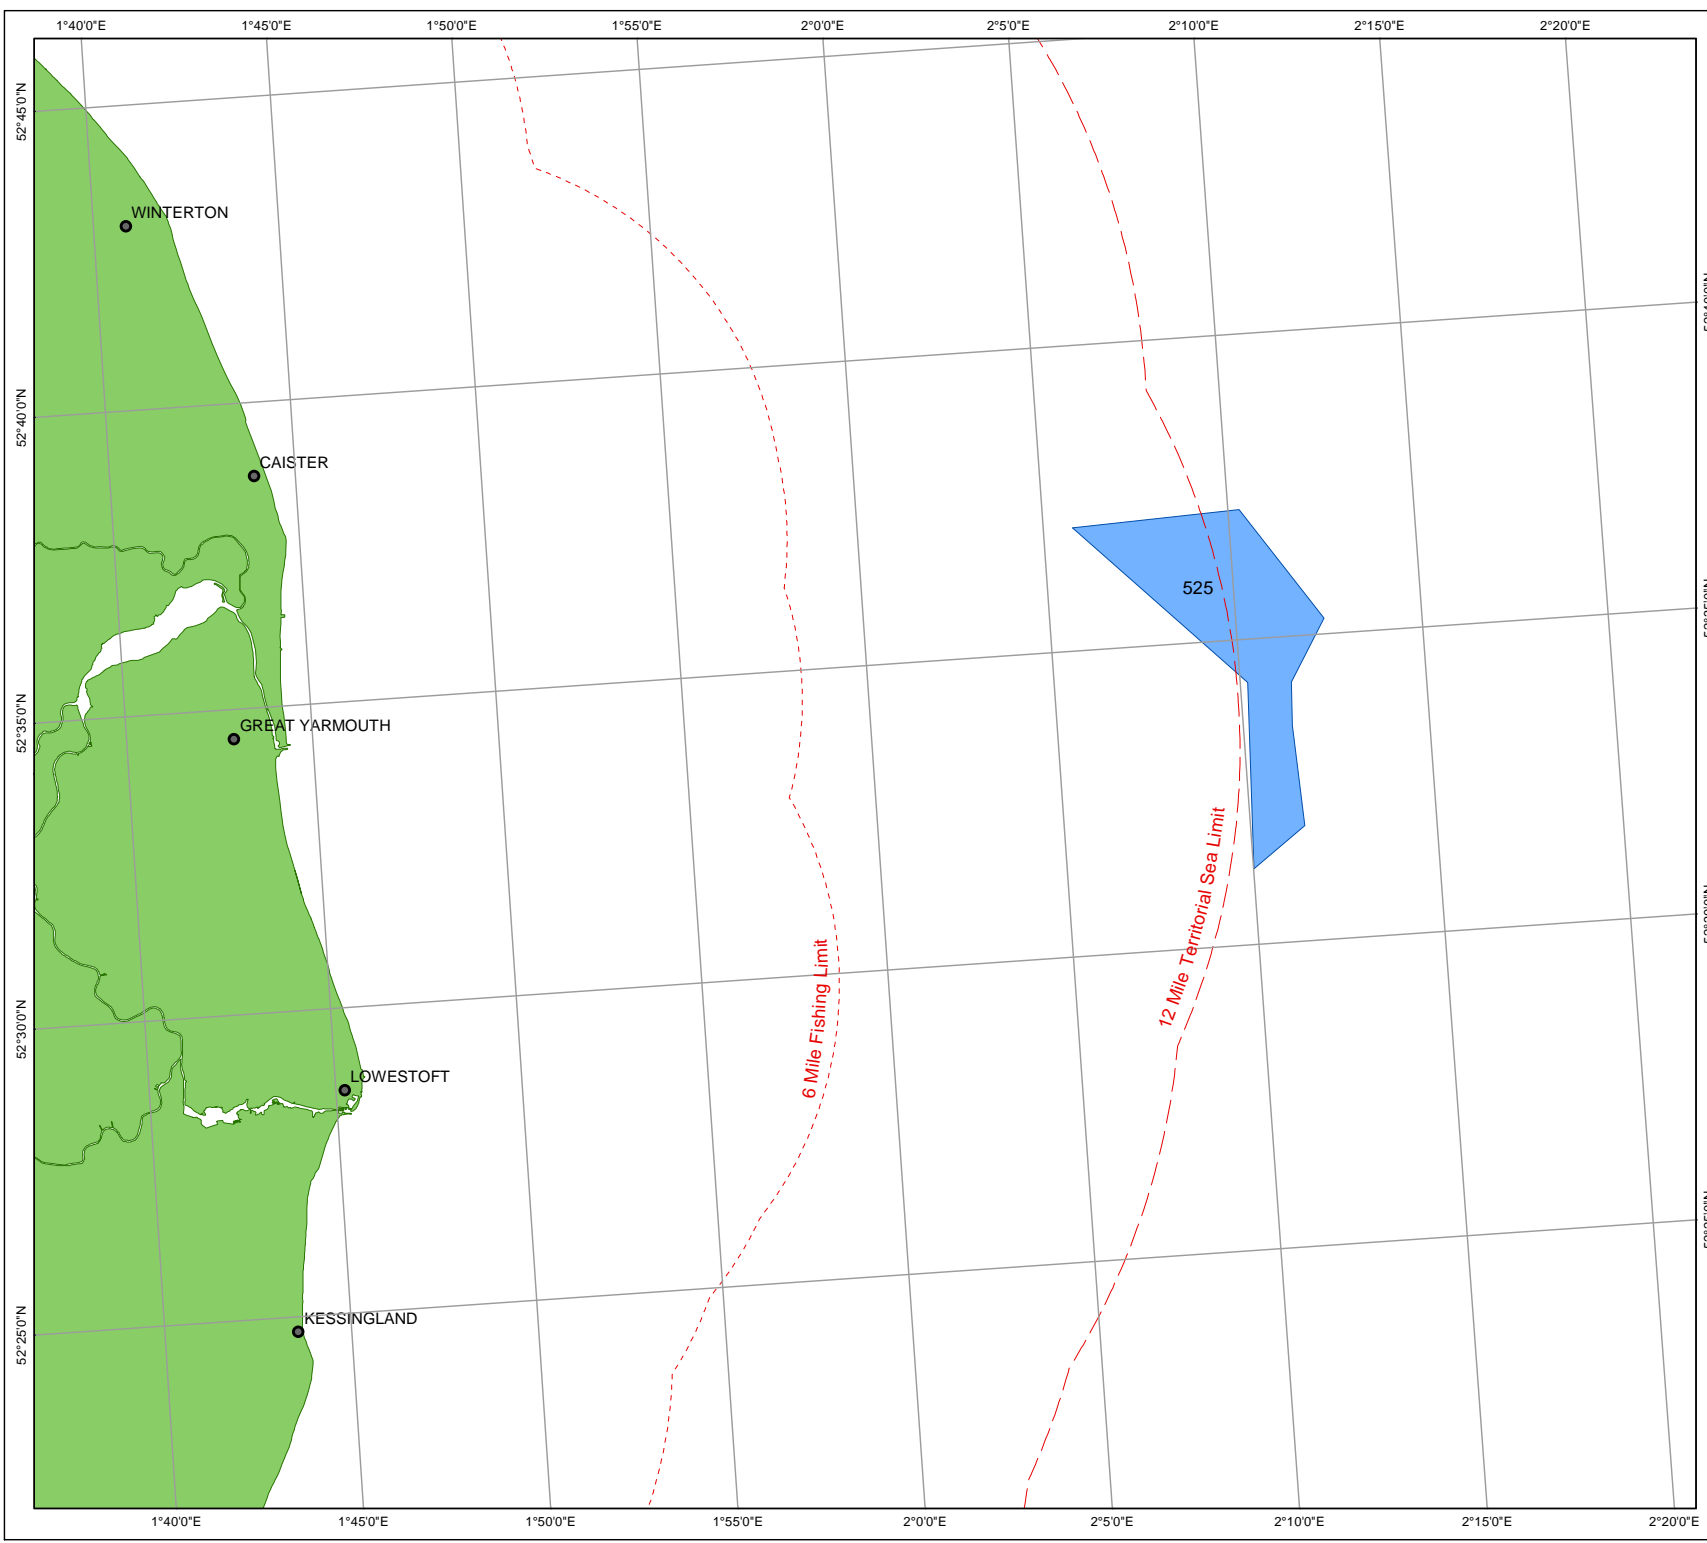 1°40'0"E 1°45'0"E 1°50'0"E 1°55'0"E 2°0'0"E 2°5'0"E 2°10'0"E 2°15'0"E 2°20'0"E
52°45'0"N
WINTERTON
52°40'0"N
CAISTER
525
52°35'0"N
GREAT YARMOUTH
12 Mile Territorial Sea Limit
6 Mile Fishing Limit
52°30'0"N
LOWESTOFT
52°25'0"N
KESSINGLAND
1°40'0"E 1°45'0"E 1°50'0"E 1°55'0"E 2°0'0"E 2°5'0"E 2°10'0"E 2°15'0"E 2°20'0"E